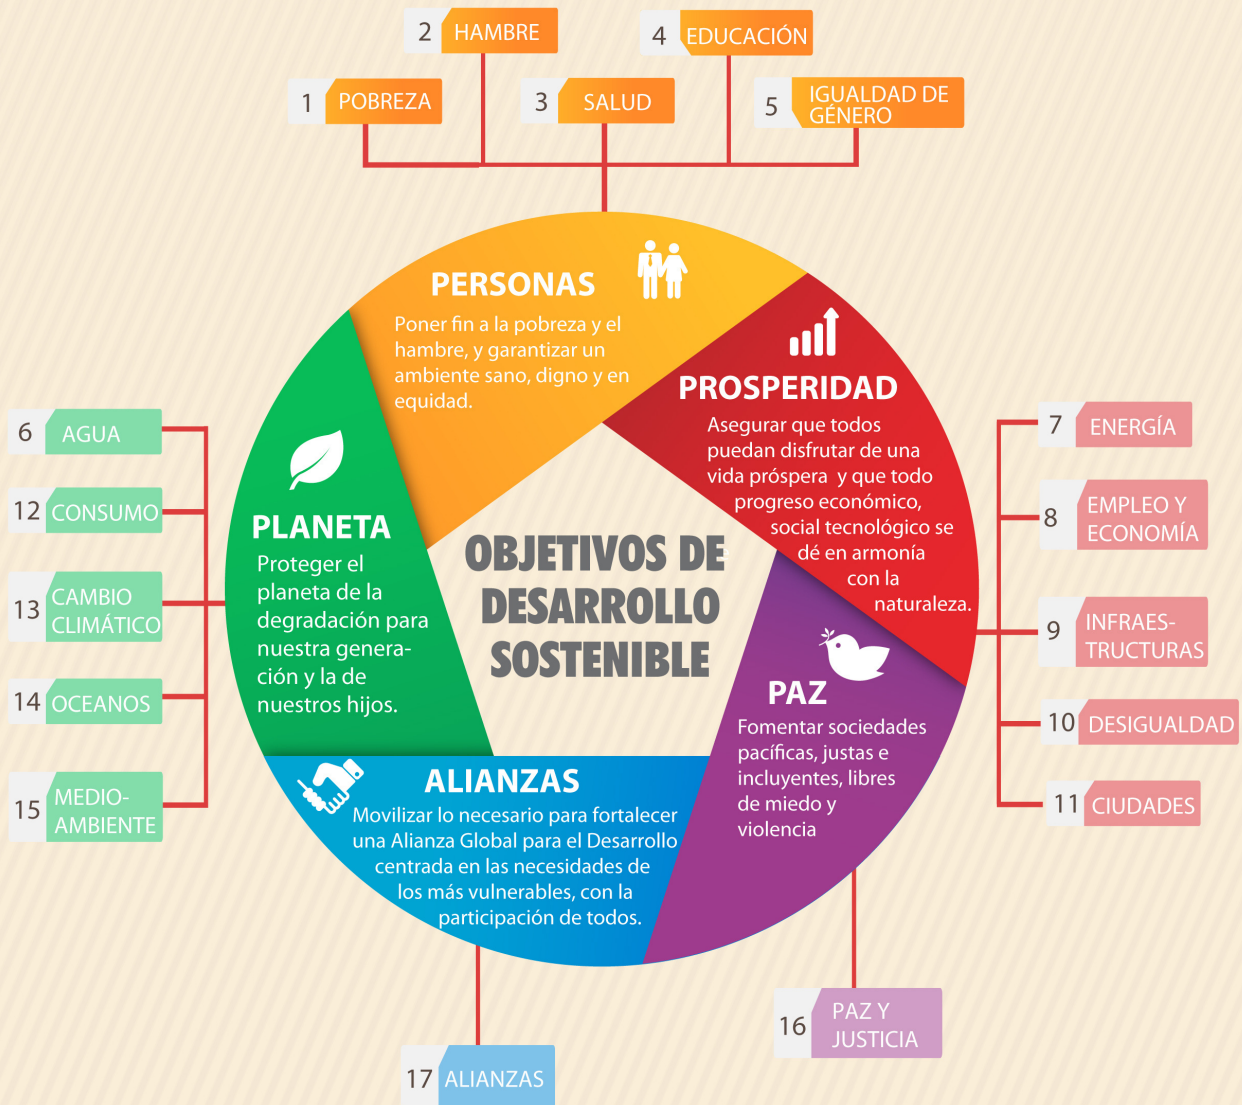 2 HAMBRE
4 EDUCACIÓN
1 POBREZA
3 SALUD
5 IGUALDAD DE
GÉNERO
PERSONAS
Poner fin a la pobreza y el
hambre, y garantizar un
ambiente sano, digno y en
equidad.
PROSPERIDAD
Asegurar que todos
puedan disfrutar de una
vida próspera y que todo
progreso económico,
social tecnológico se
dé en armonía
con la
naturaleza.
6 AGUA
12 CONSUMO
13 CAMBIO
CLIMÁTICO
14 OCEANOS
15 MEDIO-
AMBIENTE
PLANETA
Proteger el
planeta de la
degradación para
nuestra genera-
ción y la de
nuestros hijos.
OBJETIVOS DE
DESARROLLO
SOSTENIBLE
7 ENERGÍA
8 EMPLEO Y
ECONOMÍA
9 INFRAES-
TRUCTURAS
10 DESIGUALDAD
11 CIUDADES
PAZ
Fomentar sociedades
pacíficas, justas e
incluyentes, libres
de miedo y
violencia
ALIANZAS
Movilizar lo necesario para fortalecer
una Alianza Global para el Desarrollo
centrada en las necesidades de
los más vulnerables, con la
participación de todos.
16 PAZ Y
JUSTICIA
17 ALIANZAS